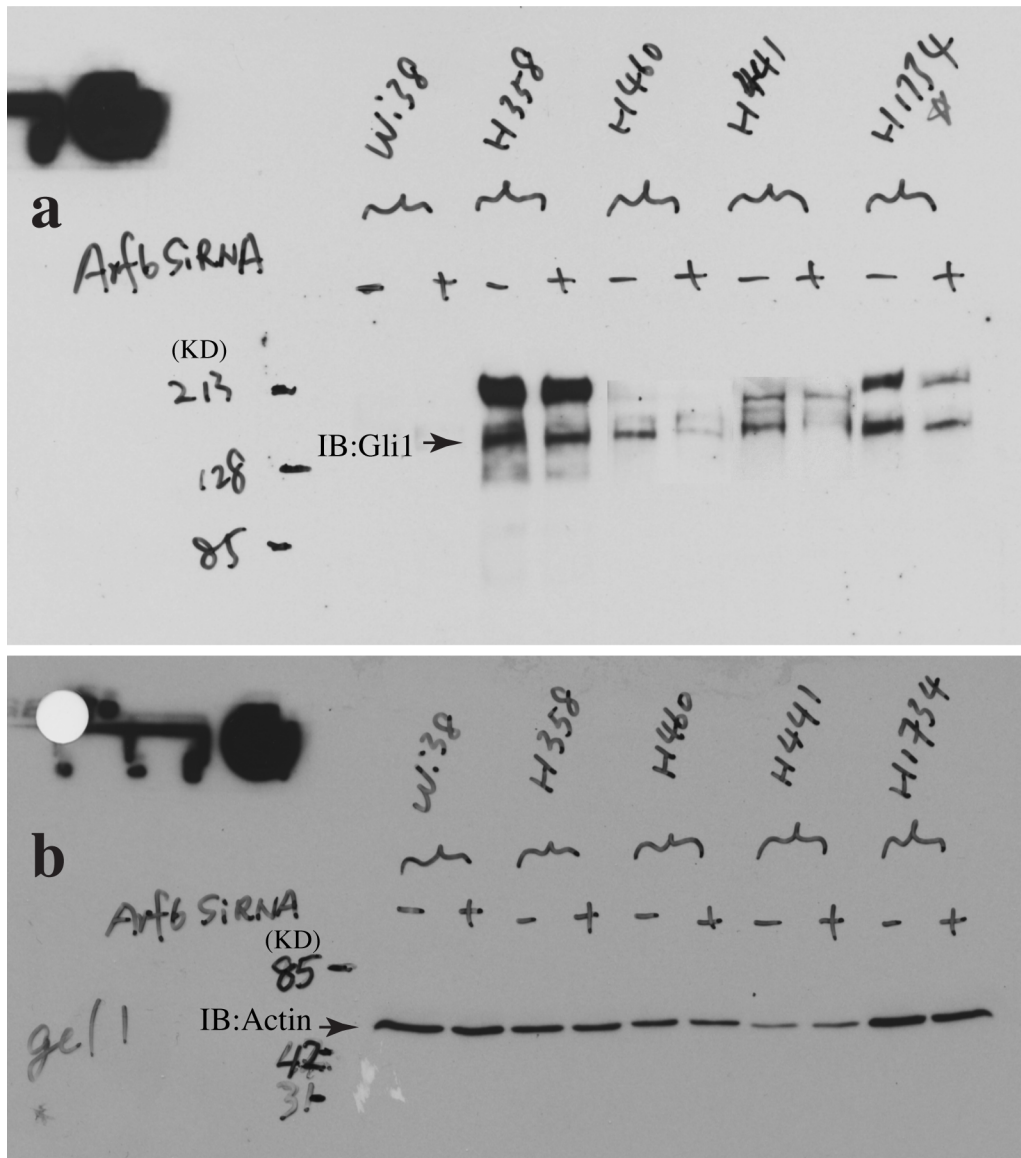 Wi38 H358 H460 H441 H1734
a
Arf6 SiRNA - + - + - + - + - +
(KD)
213 -
IB:Gli1
128 -
85 -
Wi38 H358 H460 H441 H1734
b
Arf6 SiRNA - + - + - + - + - +
(KD)
85 -
IB:Actin
gel 1
42 -
31 -